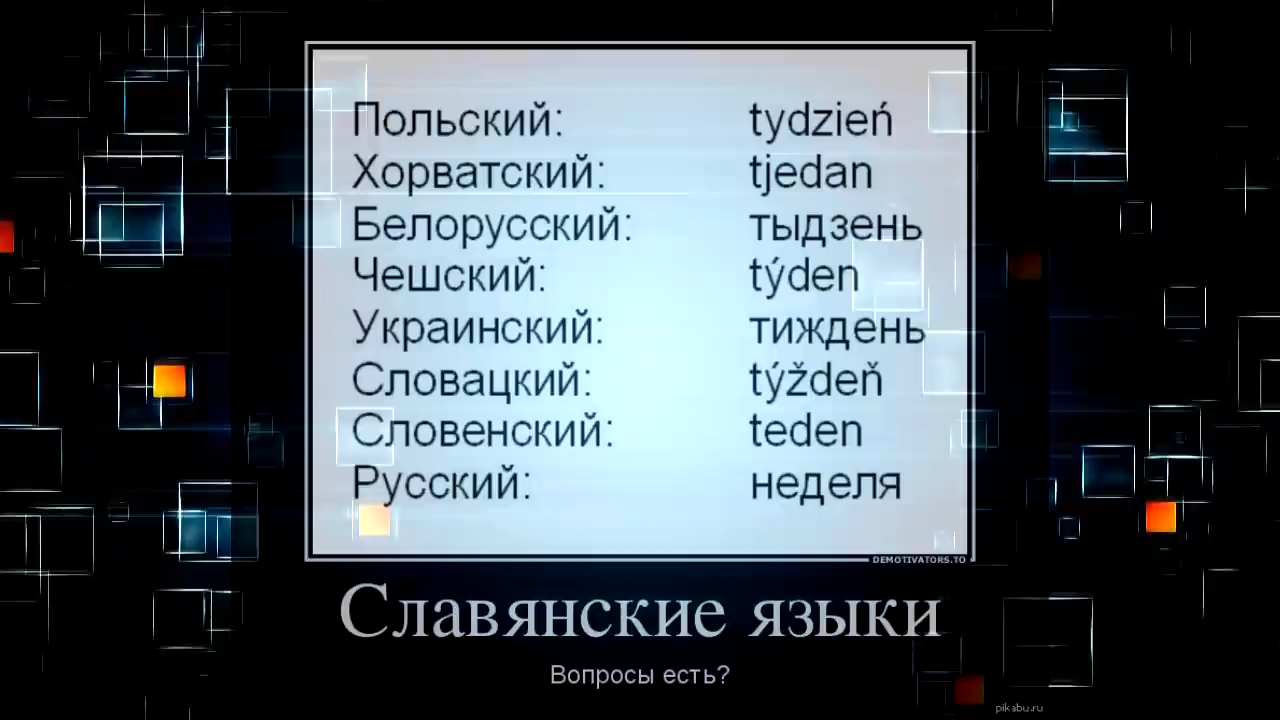 Польский: tydzień
Хорватский: tjedan
Белорусский: тыдзень
Чешский: týden
Украинский: тиждень
Словацкий: týždeň
Словенский: teden
Русский: неделя
DEMOTIVATORS.TO
Славянские языки
Вопросы есть?
pikabu.ru